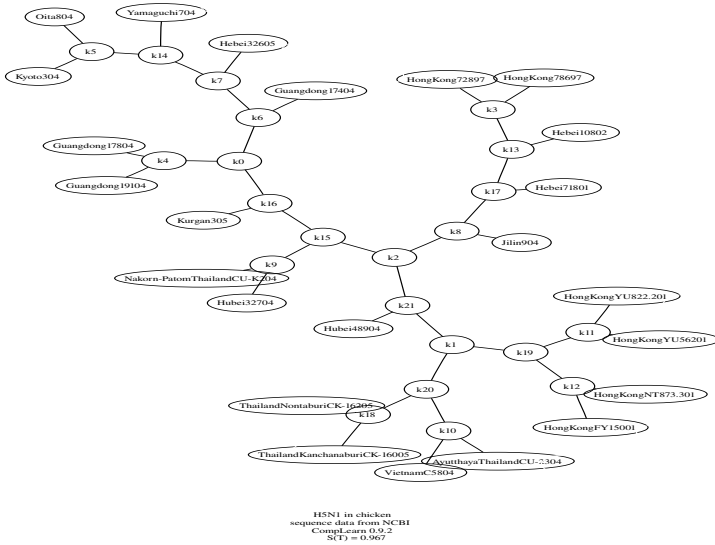 Oita804
Yamaguchi704
Hebei32605
k5
k14
Kyoto304
k7
HongKong72897
HongKong78697
Guangdong17404
k3
k6
Hebei10802
Guangdong17804
k4
k0
k13
Guangdong19104
k17
Hebei71801
k16
Kurgan305
k15
k8
Jilin904
k2
k9
Nakorn-PatomThailandCU-K204
Hubei32704
k21
HongKongYU822.201
Hubei48904
k11
HongKongYU56201
k1
k19
k20
k12
HongKongNT873.301
ThailandNontaburiCK-16205
k18
k10
HongKongFY15001
ThailandKanchanaburiCK-16005
AyutthayaThailandCU-2304
VietnamC5804
H5N1 in chicken
sequence data from NCBI
CompLearn 0.9.2
S(T) = 0.967